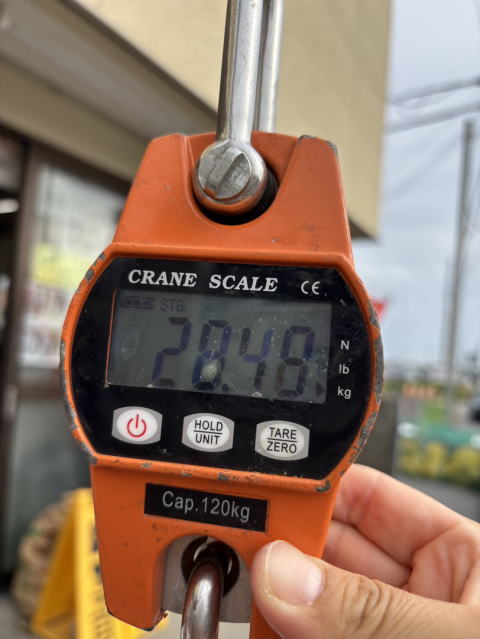 CRANE SCALE CE
STB
28.48
N
lb
kg
HOLD
UNIT
TARE
ZERO
Cap.120kg